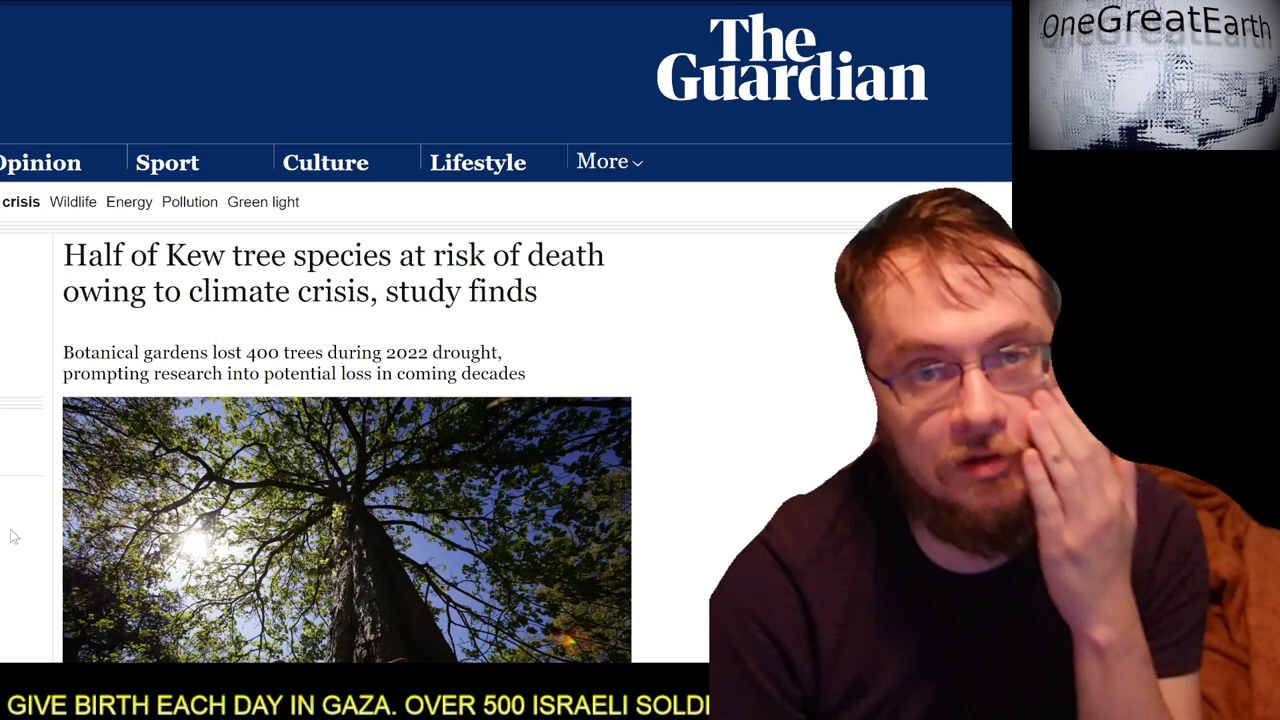 The
Guardian
OneGreatEarth
Opinion Sport Culture Lifestyle More
crisis Wildlife Energy Pollution Green light
Half of Kew tree species at risk of death
owing to climate crisis, study finds
Botanical gardens lost 400 trees during 2022 drought,
prompting research into potential loss in coming decades
GIVE BIRTH EACH DAY IN GAZA. OVER 500 ISRAELI SOLDI